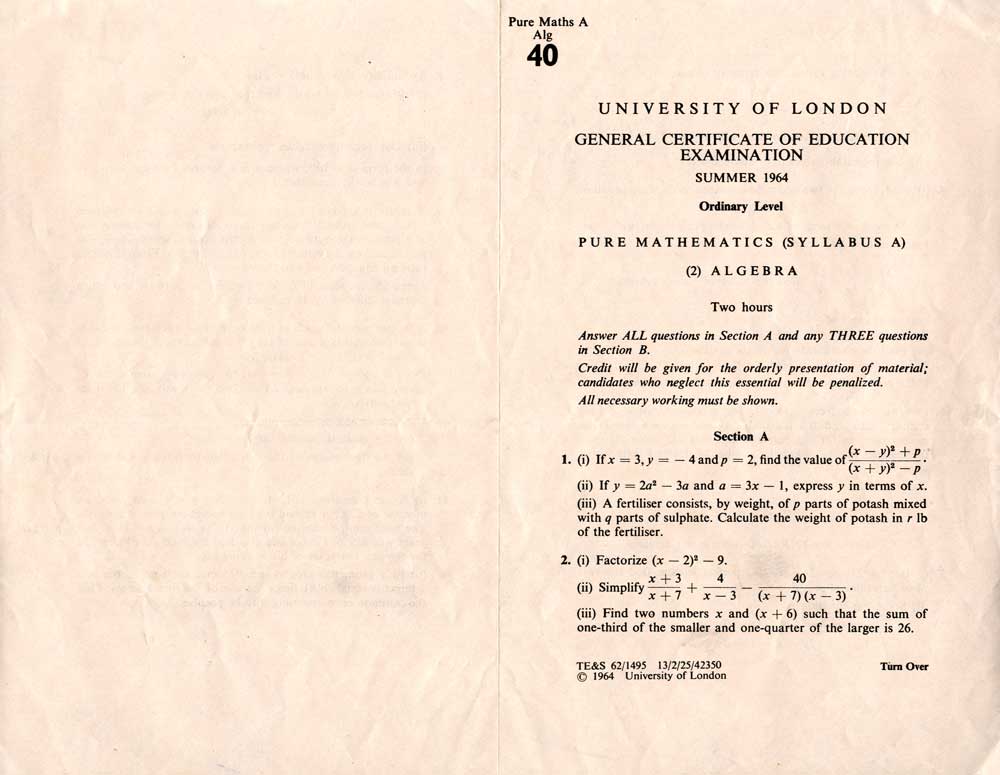 Pure Maths A
Alg
40
UNIVERSITY OF LONDON
GENERAL CERTIFICATE OF EDUCATION
EXAMINATION
SUMMER 1964
Ordinary Level
PURE MATHEMATICS (SYLLABUS A)
(2) ALGEBRA
Two hours
Answer ALL questions in Section A and any THREE questions
in Section B.
Credit will be given for the orderly presentation of material;
candidates who neglect this essential will be penalized.
All necessary working must be shown.
Section A
1. (i) If x = 3, y = − 4 and p = 2, find the value of (x − y)² + p / (x + y)² − p .
(ii) If y = 2a² − 3a and a = 3x − 1, express y in terms of x.
(iii) A fertiliser consists, by weight, of p parts of potash mixed
with q parts of sulphate. Calculate the weight of potash in r lb
of the fertiliser.
2. (i) Factorize (x − 2)² − 9.
(ii) Simplify x + 3 / x + 7 + 4 / x − 3 − 40 / (x + 7) (x − 3) .
(iii) Find two numbers x and (x + 6) such that the sum of
one-third of the smaller and one-quarter of the larger is 26.
TE&S 62/1495 13/2/25/42350
© 1964 University of London
Turn Over